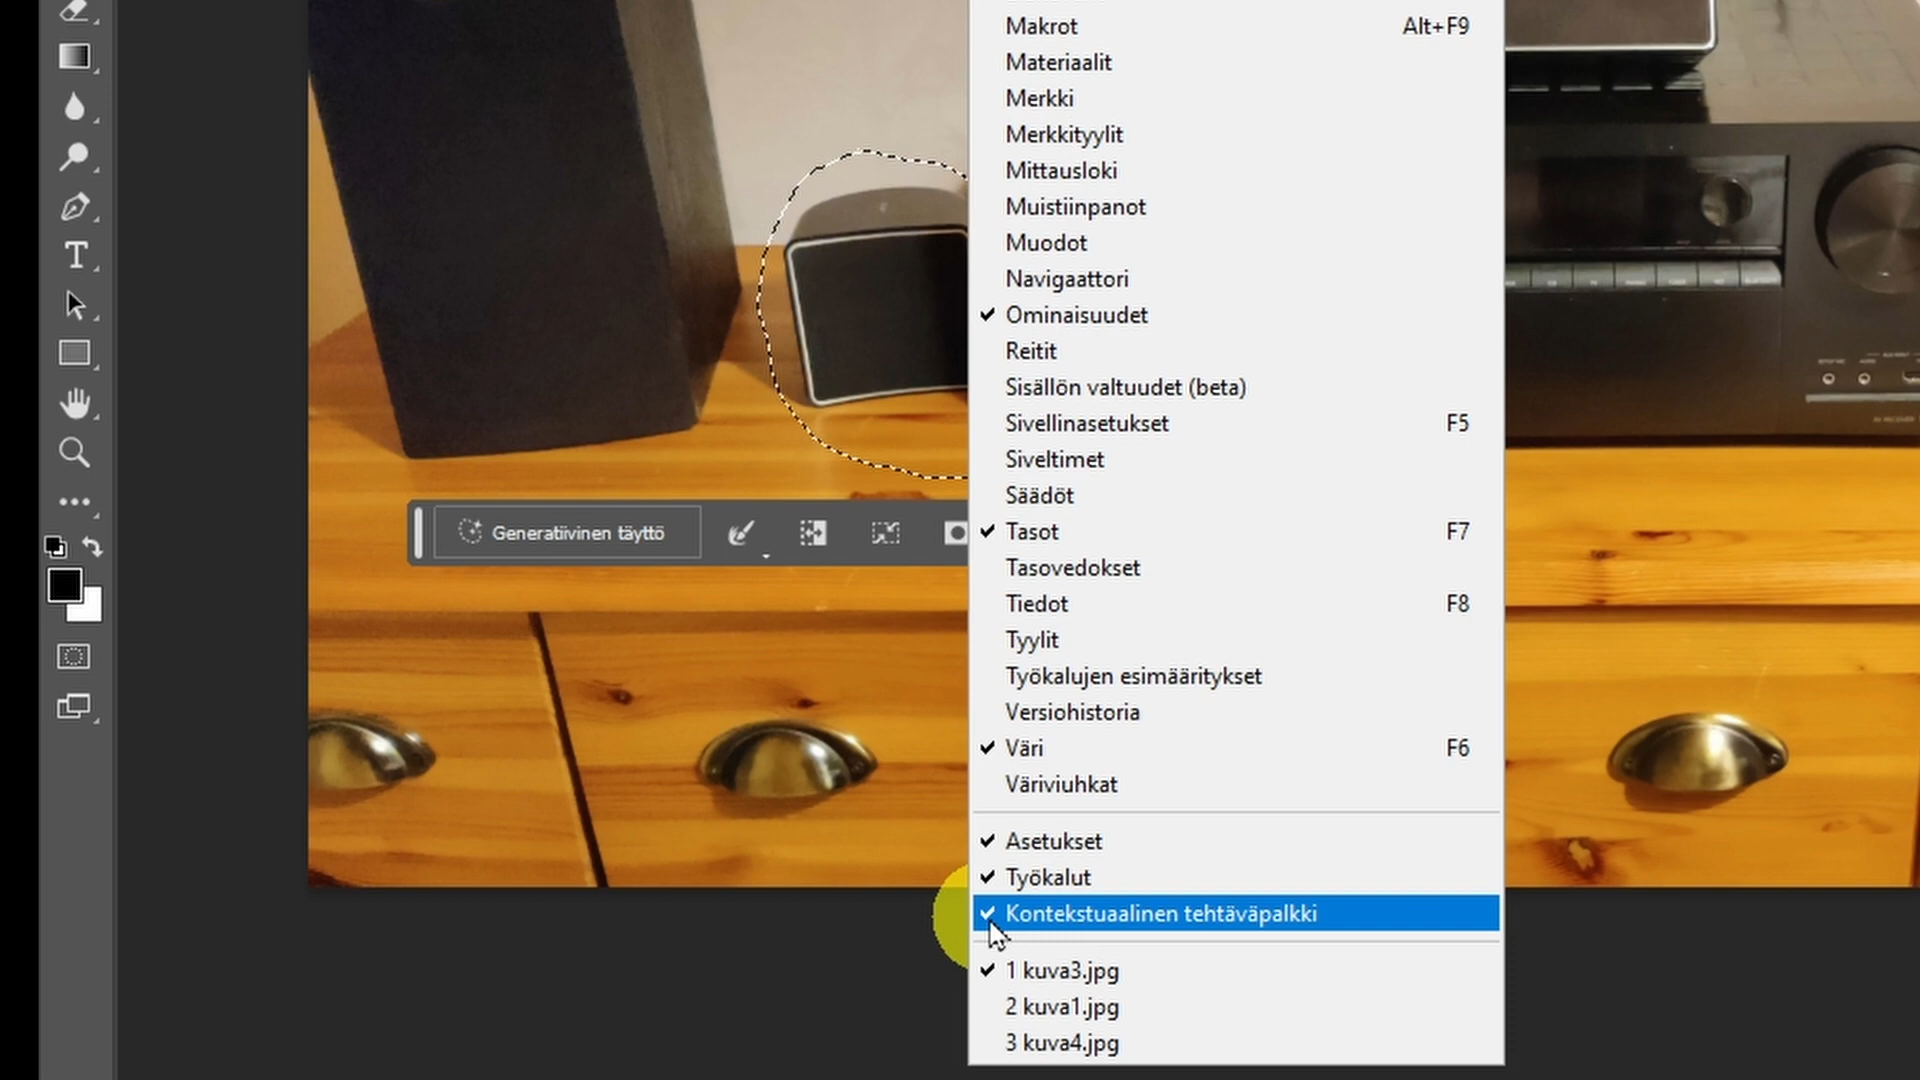 Makrot Alt+F9
Materiaalit
Merkki
Merkkityylit
Mittausloki
Muistiinpanot
Muodot
Navigaattori
Ominaisuudet
Reitit
Sisällön valtuudet (beta)
Sivellinasetukset F5
Siveltimet
Säädöt
Tasot F7
Tasovedokset
Tiedot F8
Tyylit
Työkalujen esimääritykset
Versiohistoria
Väri F6
Väriviuhkat
Asetukset
Työkalut
Kontekstuaalinen tehtäväpalkki
1 kuva3.jpg
2 kuva1.jpg
3 kuva4.jpg
Generatiivinen täyttö